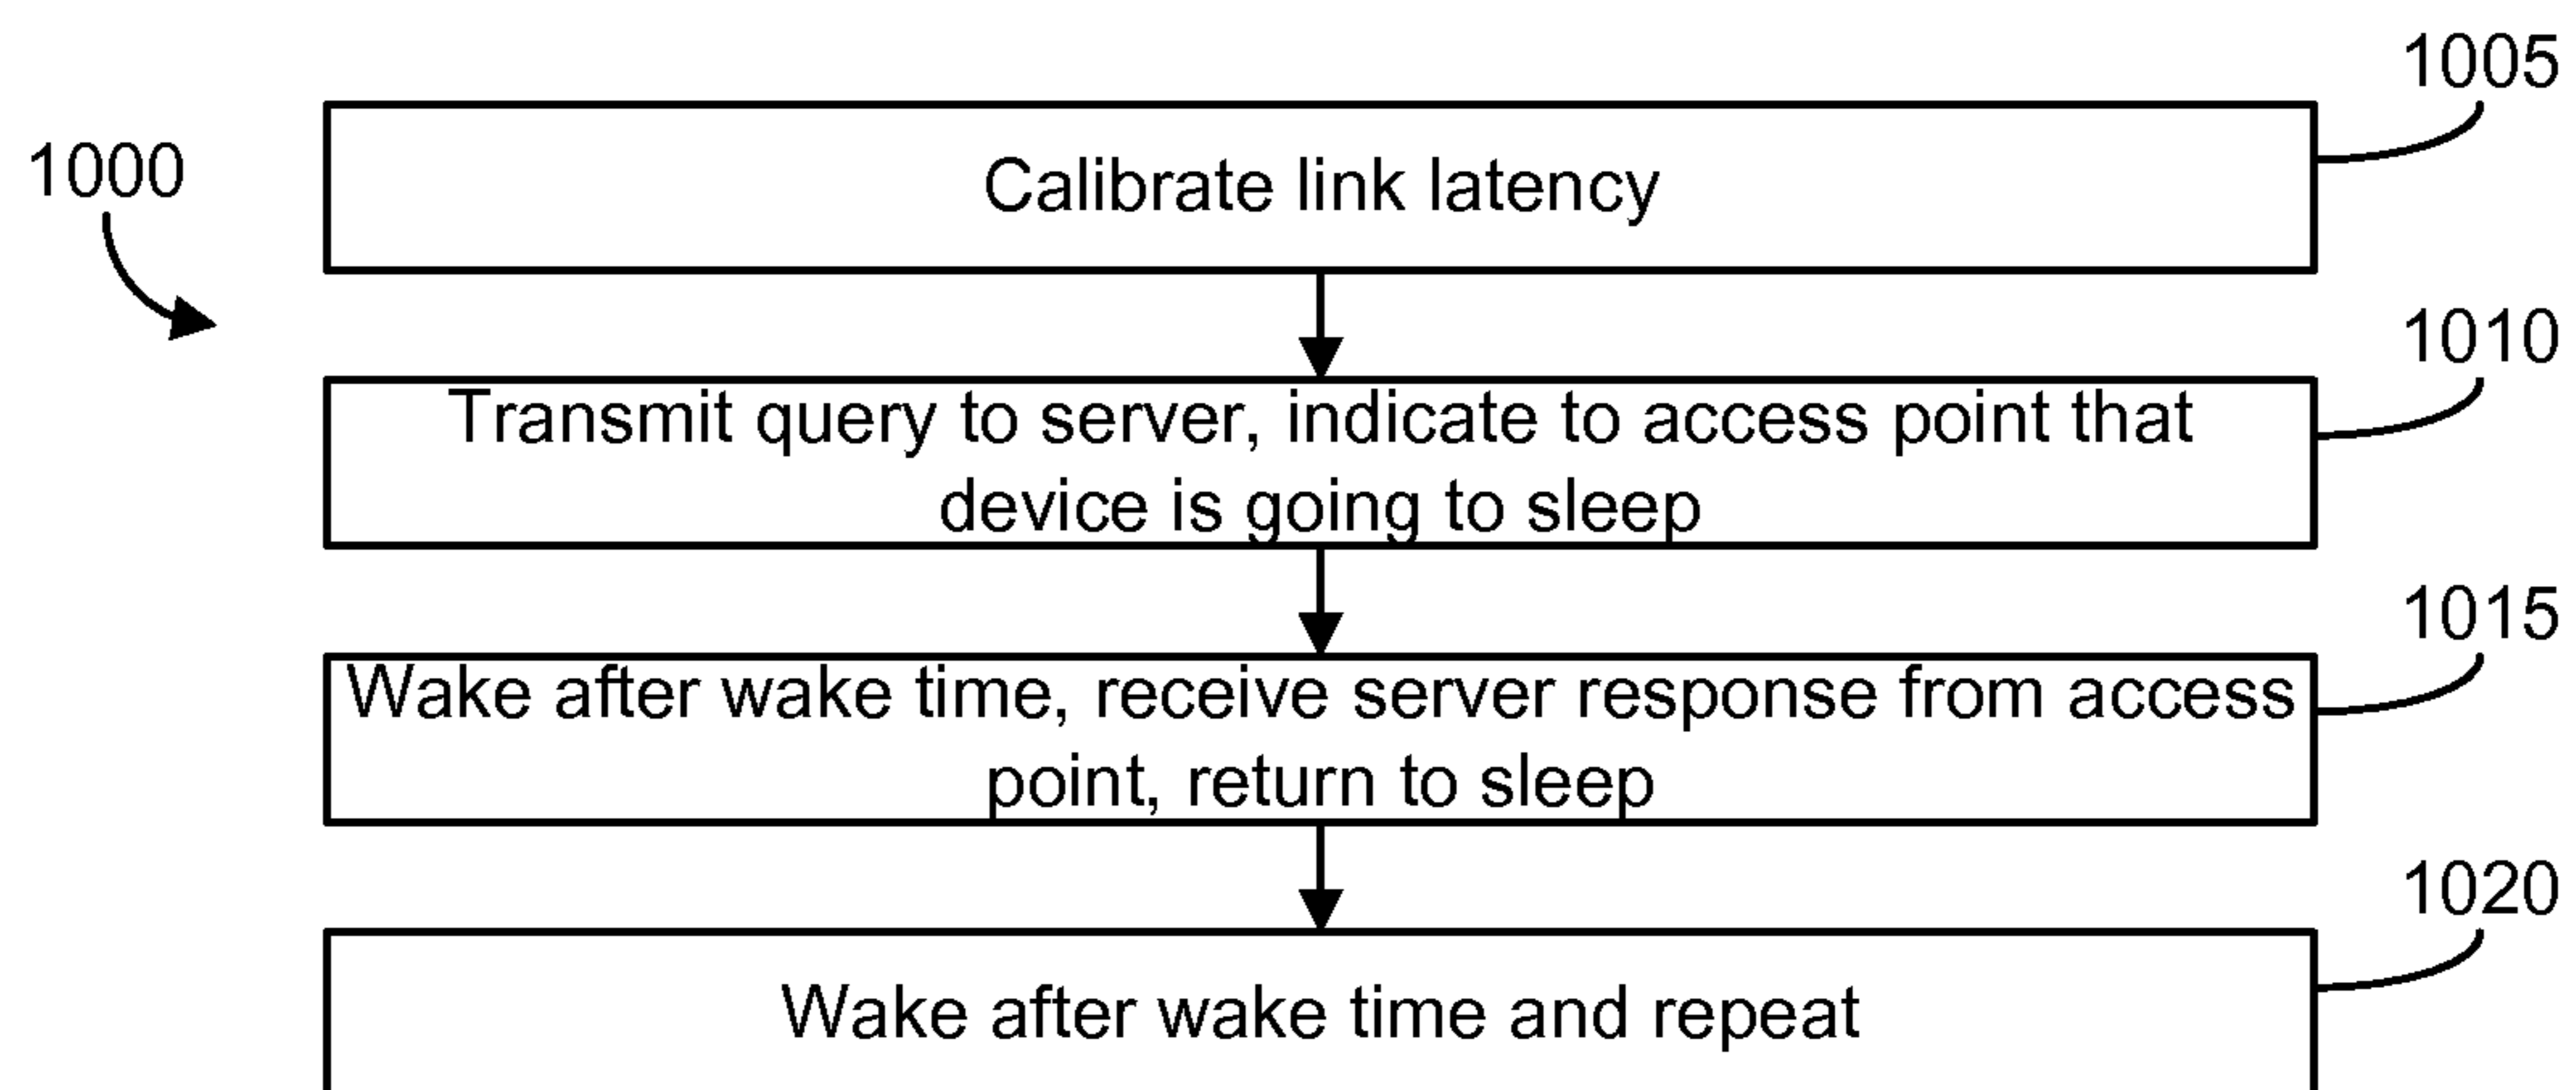 1005
1000
Calibrate link latency
1010
Transmit query to server, indicate to access point that
device is going to sleep
1015
Wake after wake time, receive server response from access
point, return to sleep
1020
Wake after wake time and repeat